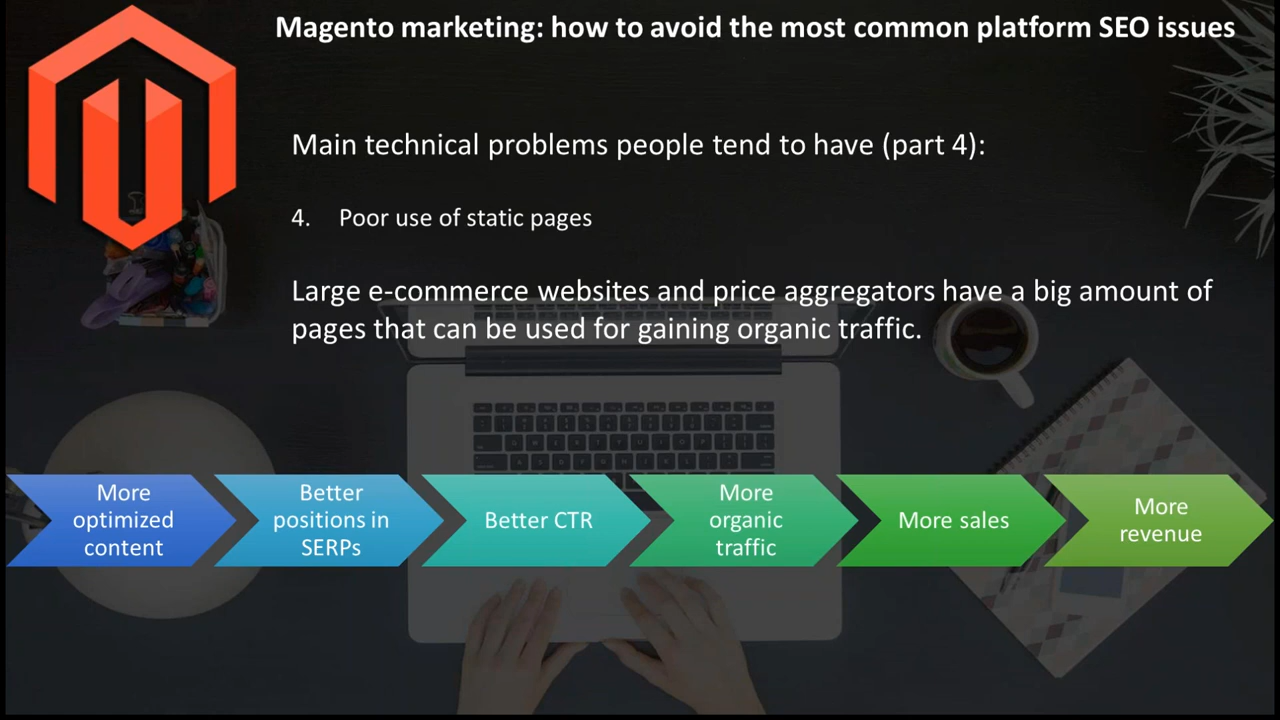 Magento marketing: how to avoid the most common platform SEO issues
Main technical problems people tend to have (part 4):
4. Poor use of static pages
Large e-commerce websites and price aggregators have a big amount of
pages that can be used for gaining organic traffic.
More
optimized
content
Better
positions in
SERPs
Better CTR
More
organic
traffic
More sales
More
revenue